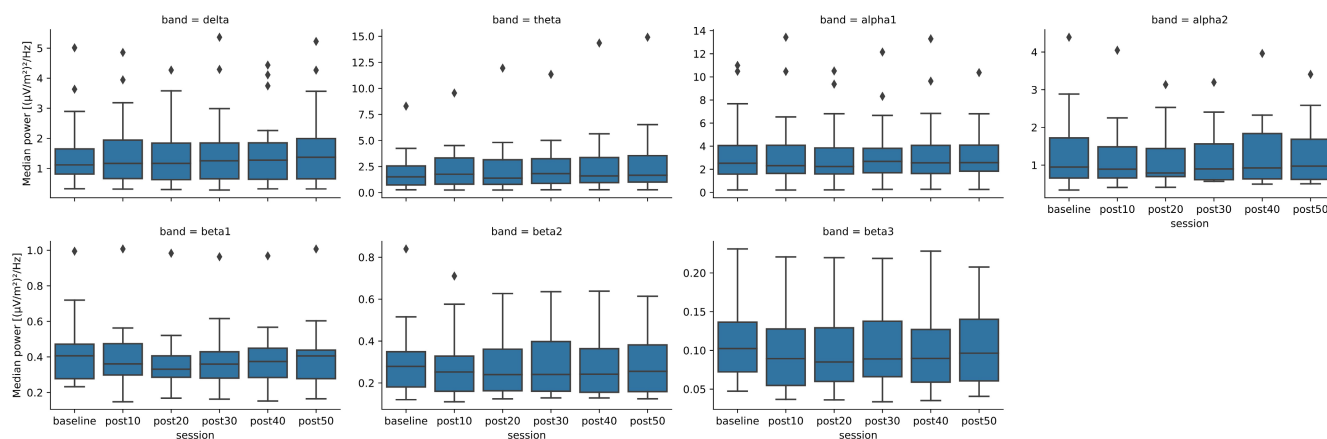 band = delta
band = theta
band = alpha1
band = alpha2
Median power [(µV/m²)²/Hz]
5
4
3
2
1
15.0
12.5
10.0
7.5
5.0
2.5
0.0
14
12
10
8
6
4
2
0
4
3
2
1
baseline post10 post20 post30 post40 post50
session
band = beta1
band = beta2
band = beta3
Median power [(µV/m²)²/Hz]
1.0
0.8
0.6
0.4
0.2
0.8
0.6
0.4
0.2
0.20
0.15
0.10
0.05
baseline post10 post20 post30 post40 post50
session
baseline post10 post20 post30 post40 post50
session
baseline post10 post20 post30 post40 post50
session